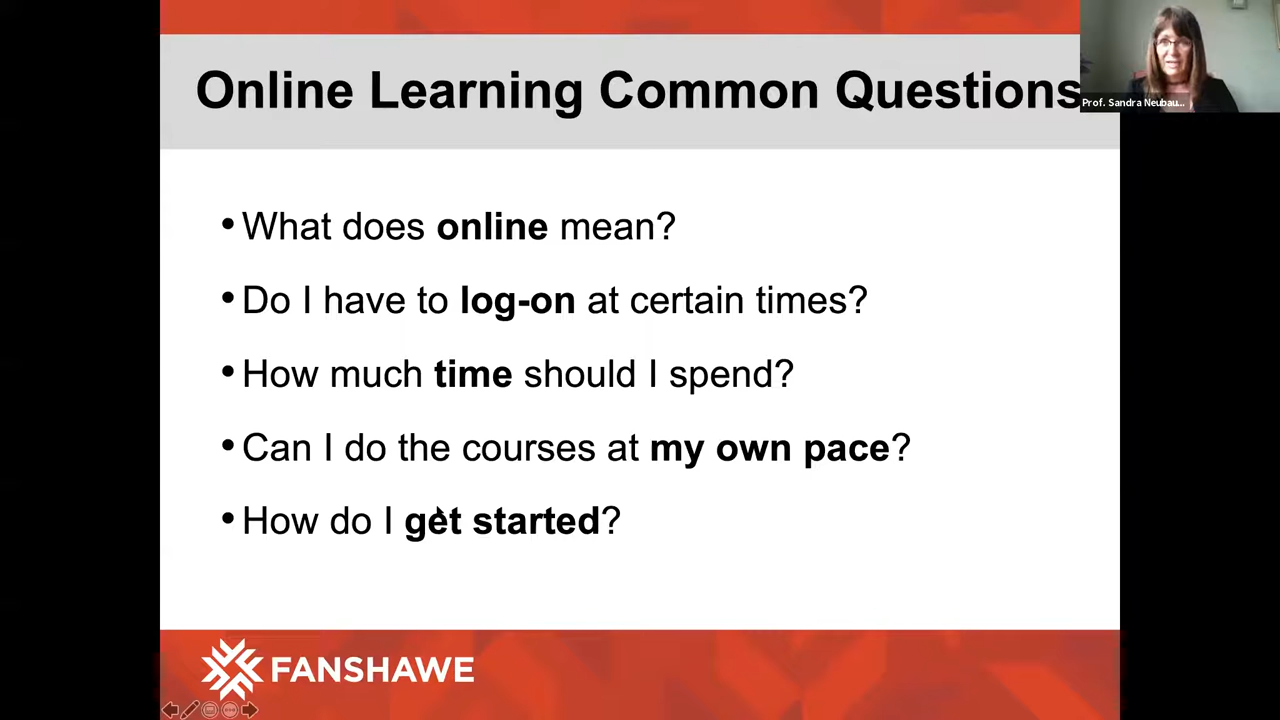 Online Learning Common Questions
Prof. Sandra Neubau...
• What does online mean?
• Do I have to log-on at certain times?
• How much time should I spend?
• Can I do the courses at my own pace?
• How do I get started?
FANSHAWE